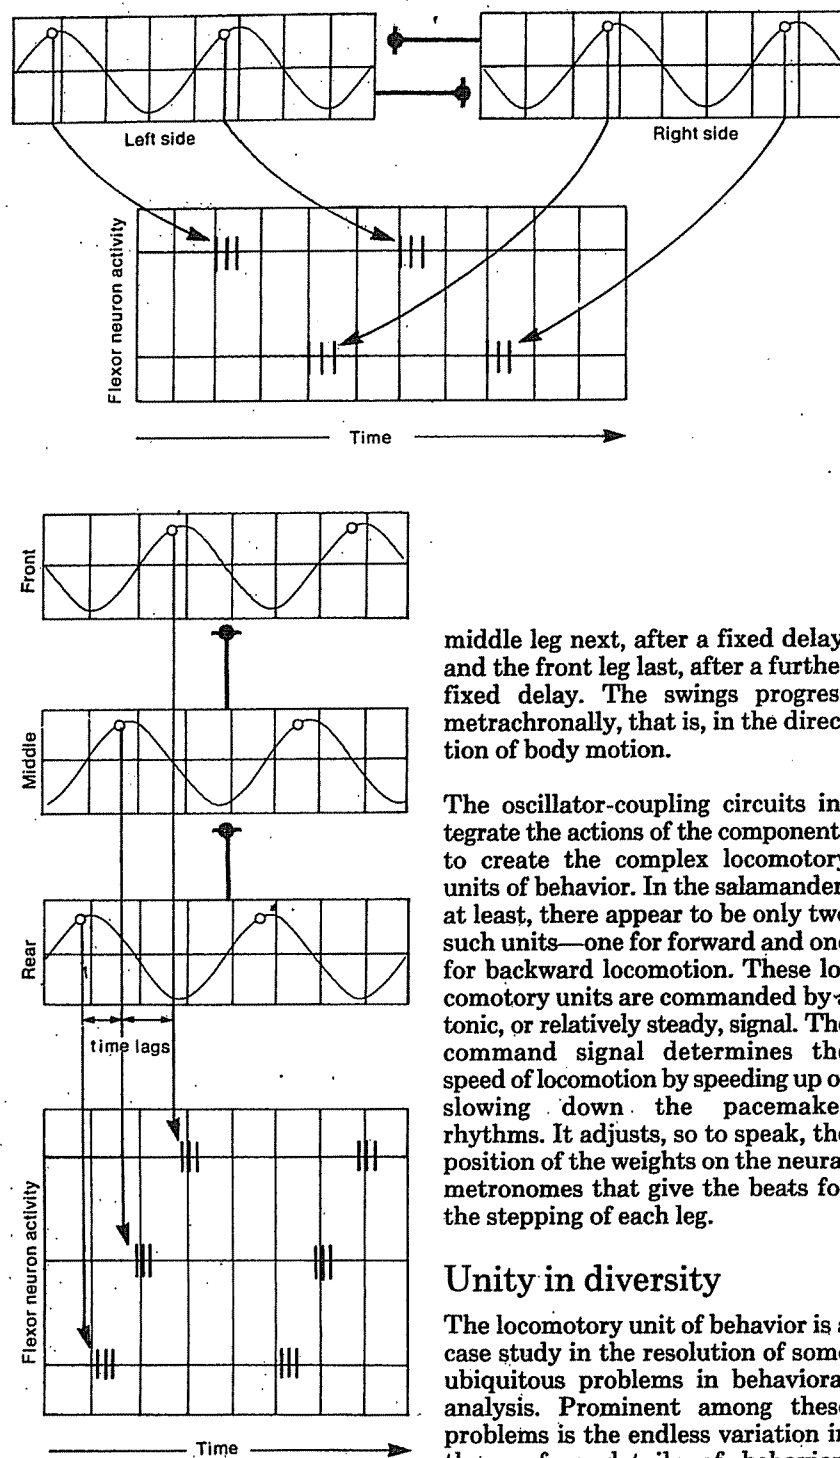 Left side
Right side
Flexor neuron activity
Time
Front
Middle
Rear
time lags
Flexor neuron activity
Time
middle leg next, after a fixed delay
and the front leg last, after a furthe
fixed delay. The swings progres
metrachronally, that is, in the direc
tion of body motion.
The oscillator-coupling circuits in
tegrate the actions of the component
to create the complex locomotory
units of behavior. In the salamander
at least, there appear to be only two
such units—one for forward and one
for backward locomotion. These lo
comotory units are commanded by a
tonic, or relatively steady, signal. The
command signal determines the
speed of locomotion by speeding up o
slowing down the pacemake
rhythms. It adjusts, so to speak, the
position of the weights on the neura
metronomes that give the beats fo
the stepping of each leg.
Unity in diversity
The locomotory unit of behavior is a
case study in the resolution of some
ubiquitous problems in behaviora
analysis. Prominent among these
problems is the endless variation in